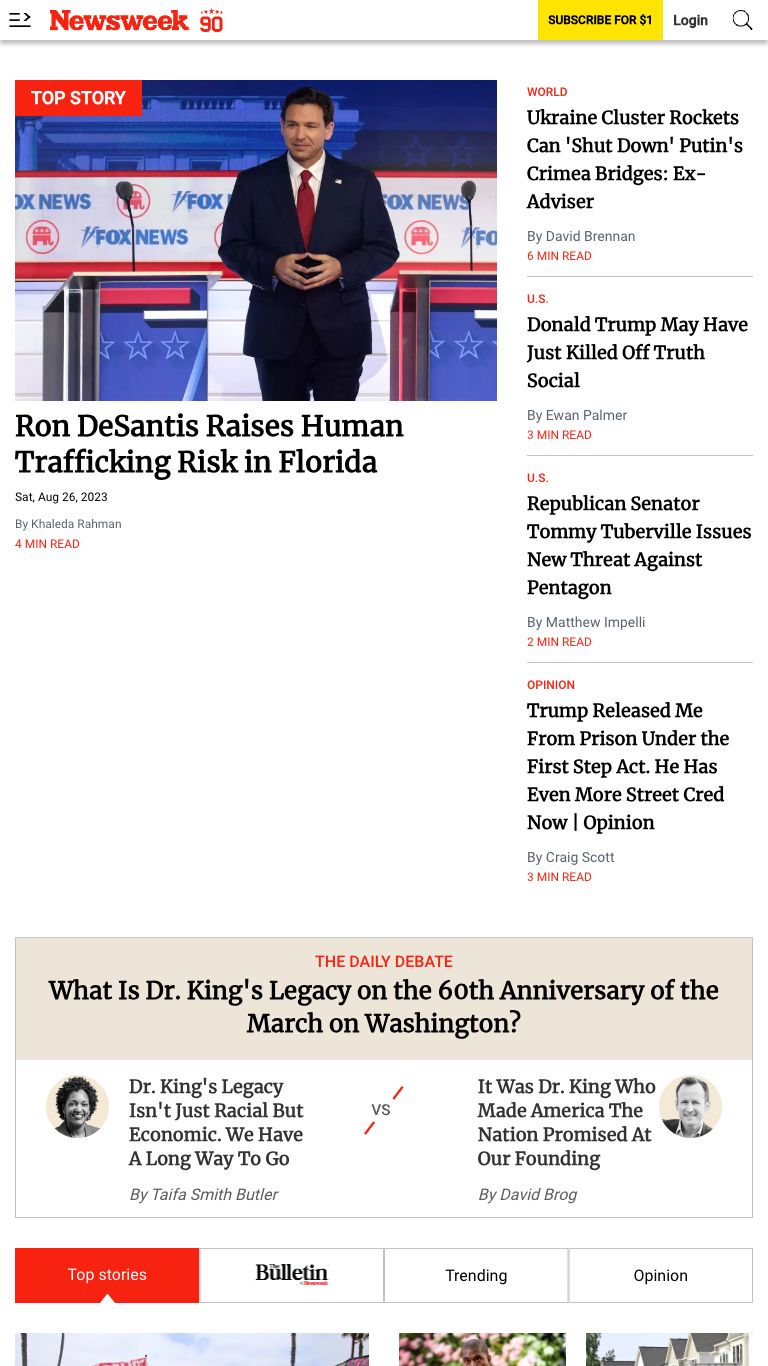 Newsweek 90
SUBSCRIBE FOR $1
Login
TOP STORY
OX NEWS
FOX
OX NEWS
FOX NEWS
FO
Ron DeSantis Raises Human
Trafficking Risk in Florida
Sat, Aug 26, 2023
By Khaleda Rahman
4 MIN READ
WORLD
Ukraine Cluster Rockets
Can 'Shut Down' Putin's
Crimea Bridges: Ex-
Adviser
By David Brennan
6 MIN READ
U.S.
Donald Trump May Have
Just Killed Off Truth
Social
By Ewan Palmer
3 MIN READ
U.S.
Republican Senator
Tommy Tuberville Issues
New Threat Against
Pentagon
By Matthew Impelli
2 MIN READ
OPINION
Trump Released Me
From Prison Under the
First Step Act. He Has
Even More Street Cred
Now | Opinion
By Craig Scott
3 MIN READ
THE DAILY DEBATE
What Is Dr. King's Legacy on the 60th Anniversary of the
March on Washington?
Dr. King's Legacy
Isn't Just Racial But
Economic. We Have
A Long Way To Go
By Taifa Smith Butler
VS
It Was Dr. King Who
Made America The
Nation Promised At
Our Founding
By David Brog
Top stories
The Bulletin
Trending
Opinion